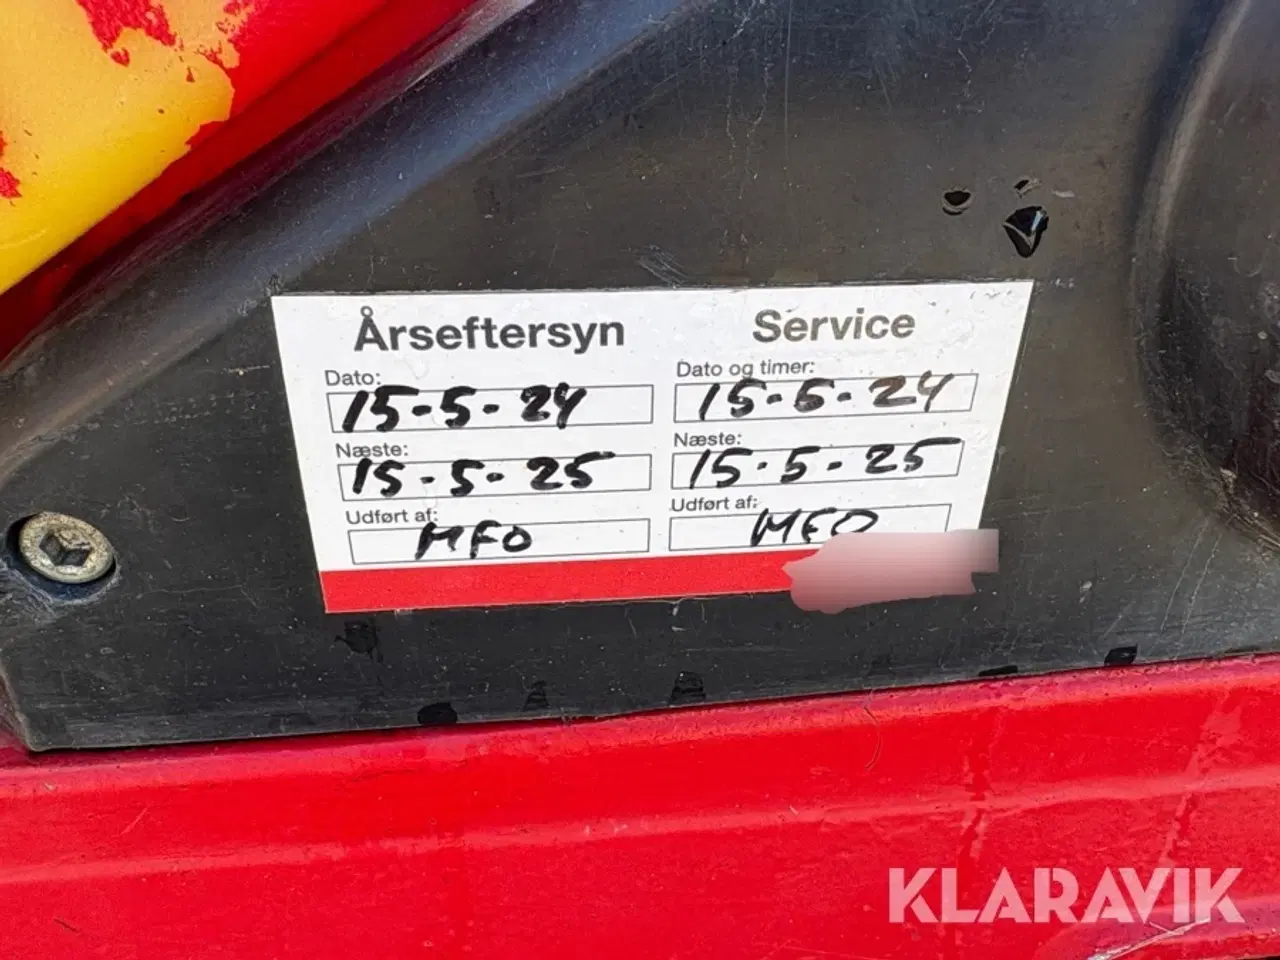 Årseftersyn
Dato:
15-5-24
Næste:
15-5-25
Udført af:
MFO
Service
Dato og timer:
15-5-24
Næste:
15-5-25
Udført af:
MFO
KLARAVIK